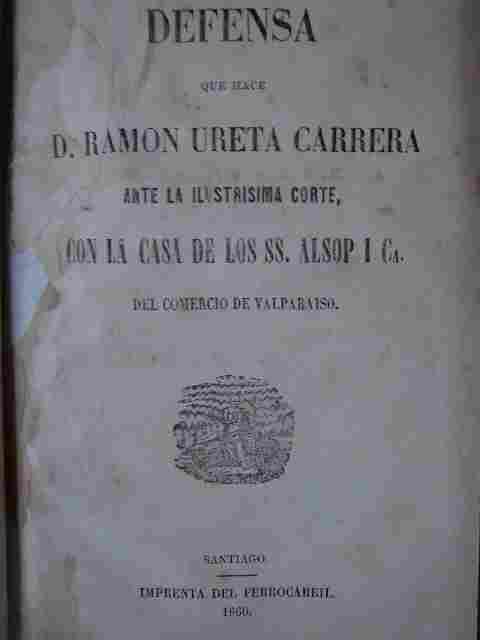 DEFENSA
QUE HACE
D. RAMON URETA CARRERA
ANTE LA ILUSTRISIMA CORTE,
CON LA CASA DE LOS SS. ALSOP I CA.
DEL COMERCIO DE VALPARAISO.
SANTIAGO
IMPRENTA DEL FERROCARRIL.
1860.